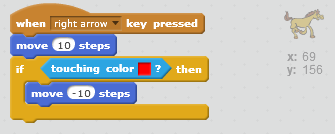 when right arrow key pressed
move 10 steps
if touching color ? then
move -10 steps
x: 69
y: 156